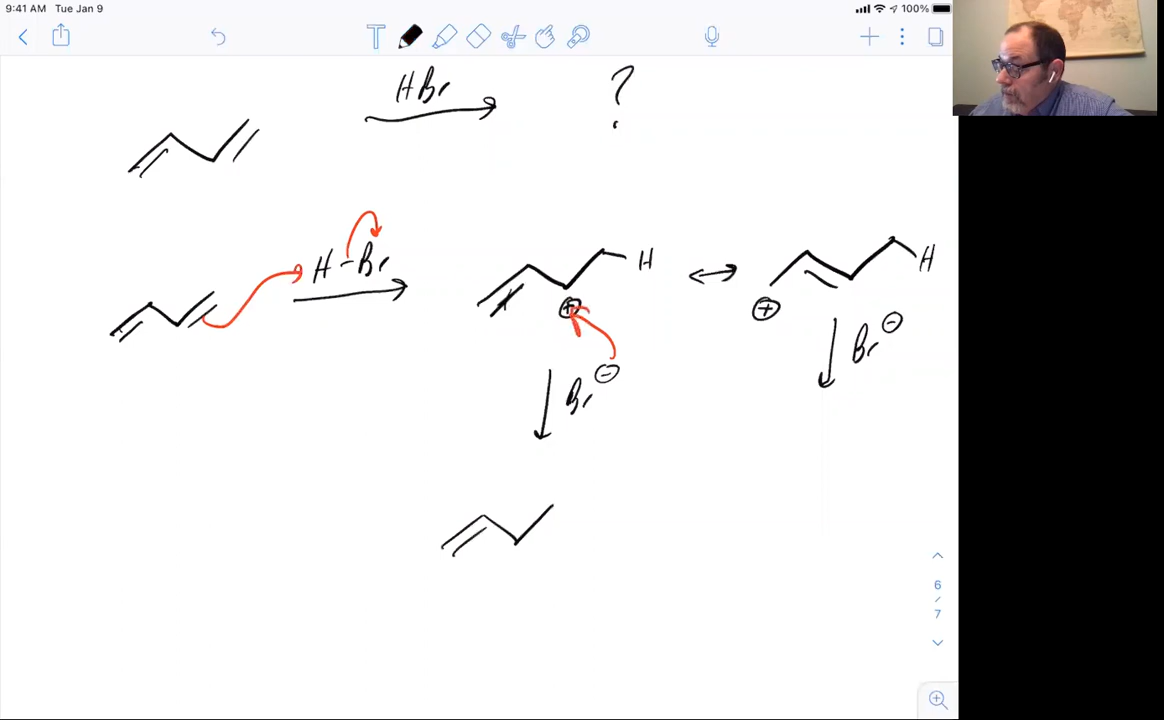 9:41 AM Tue Jan 9
100%
T
HBr
?
H-Br
H
H
⊕
⊕
Br ⊖
Br ⊖
6
/
7